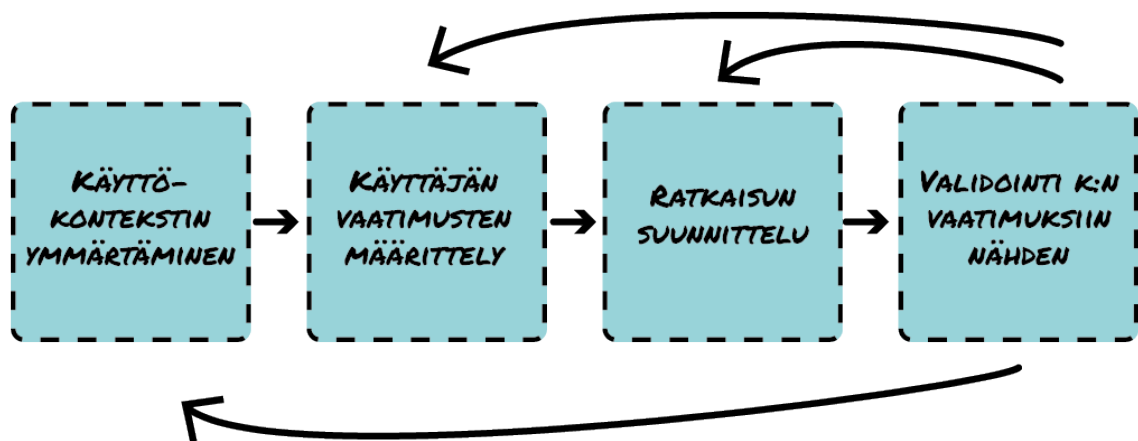 KÄYTTÖ-
KONTEKSTIN
YMMÄRTÄMINEN
KÄYTTÄJÄN
VAATIMUSTEN
MÄÄRITTELY
RATKAISUN
SUUNNITTELU
VALIDOINTI K:N
VAATIMUKSIIN
NÄHDEN